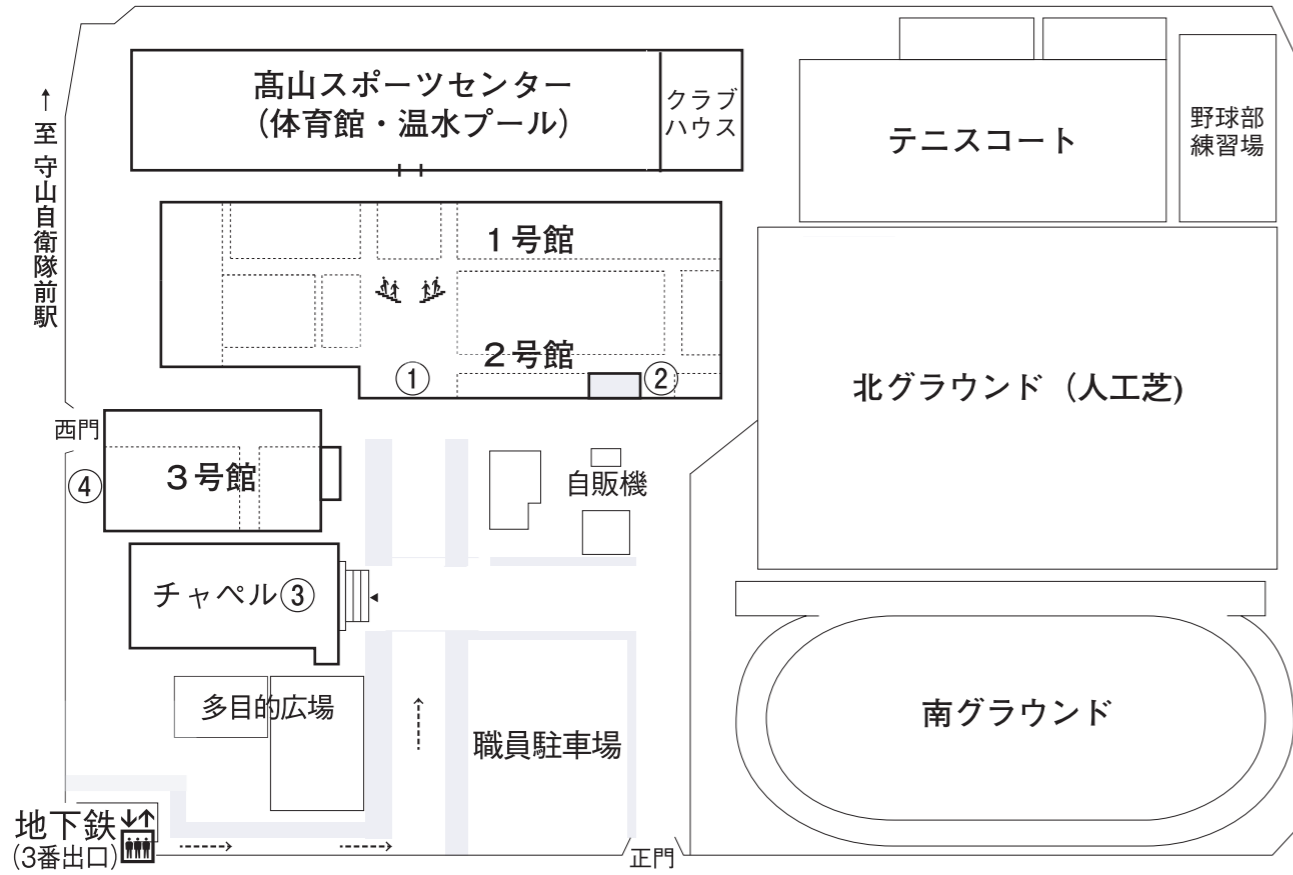 髙山スポーツセンター
(体育館・温水プール)
クラブ
ハウス
テニスコート
野球部
練習場
↑至 守山自衛隊前駅
1号館
2号館
①
②
北グラウンド（人工芝)
西門
④
3号館
自販機
チャペル③
多目的広場
職員駐車場
南グラウンド
地下鉄
(3番出口)
正門